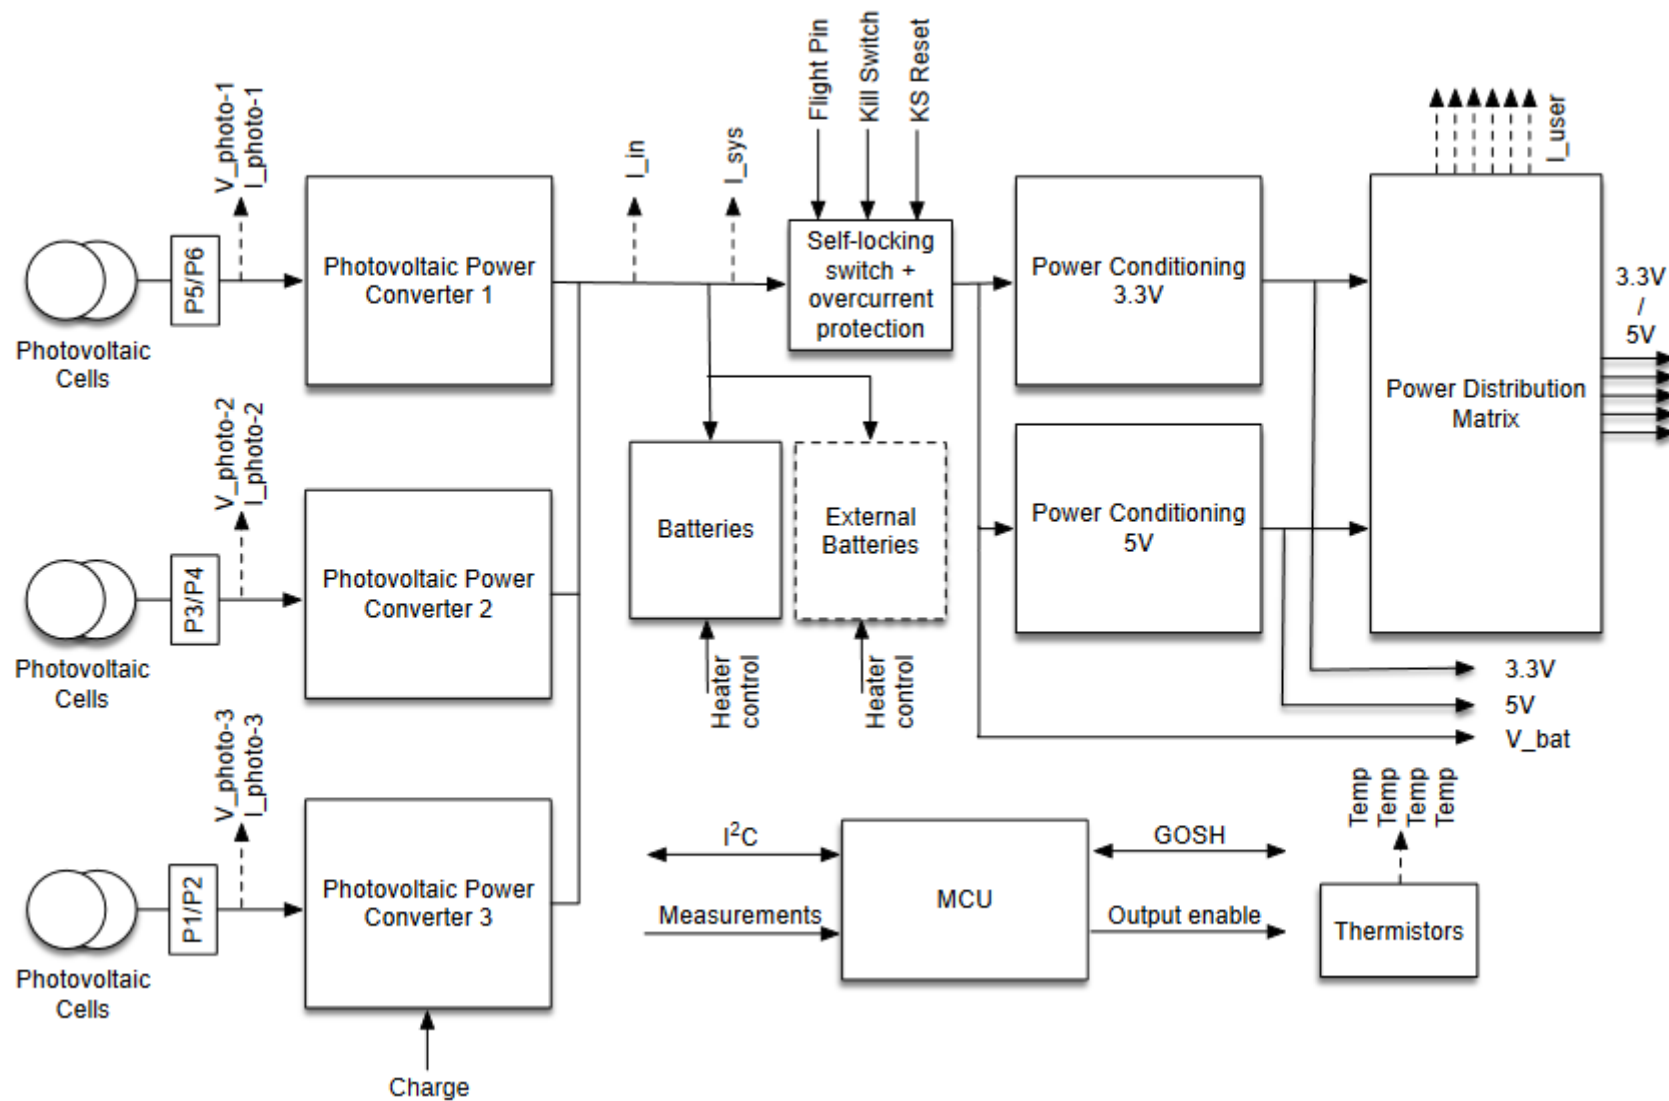 Flight Pin
Kill Switch
KS Reset
V_photo-1
I_photo-1
I_in
I_sys
I_user
P5/P6
Photovoltaic Power
Converter 1
Self-locking
switch +
overcurrent
protection
Power Conditioning
3.3V
3.3V
/
5V
Photovoltaic
Cells
Power Distribution
Matrix
V_photo-2
I_photo-2
Batteries
External
Batteries
Power Conditioning
5V
P3/P4
Photovoltaic Power
Converter 2
Photovoltaic
Cells
Heater
control
Heater
control
3.3V
5V
V_bat
V_photo-3
I_photo-3
Temp
Temp
Temp
Temp
I²C
GOSH
P1/P2
Photovoltaic Power
Converter 3
MCU
Measurements
Output enable
Thermistors
Photovoltaic
Cells
Charge